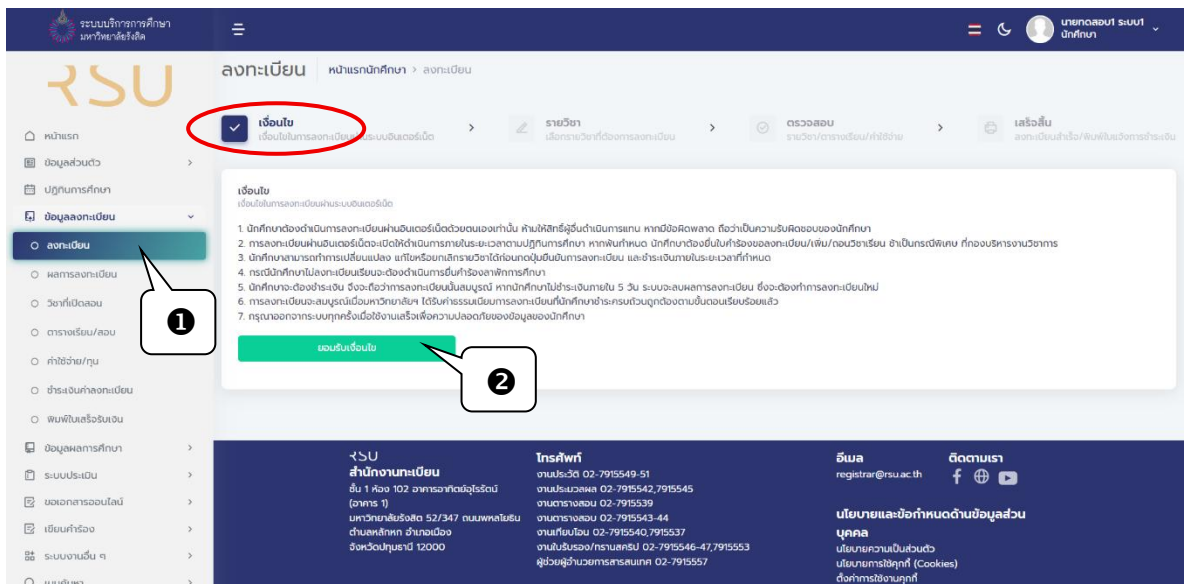 ระบบบริการการศึกษา
มหาวิทยาลัยรังสิต
นายทดสอบ1 ระบบ1
นักศึกษา
RSU
ลงทะเบียน
หน้าแรกนักศึกษา > ลงทะเบียน
เงื่อนไข
เงื่อนไขในการลงทะเบียนผ่านระบบอินเตอร์เน็ต
รายวิชา
เลือกรายวิชาที่ต้องการลงทะเบียน
ตรวจสอบ
รายวิชา/ตารางเรียน/ค่าใช้จ่าย
เสร็จสิ้น
ลงทะเบียนสำเร็จ/พิมพ์ใบแจ้งการชำระเงิน
หน้าแรก
ข้อมูลส่วนตัว
ปฏิทินการศึกษา
ข้อมูลลงทะเบียน
ลงทะเบียน
ผลการลงทะเบียน
วิชาที่เปิดสอน
ตารางเรียน/สอบ
ค่าใช้จ่าย/ทุน
ชำระเงินค่าลงทะเบียน
พิมพ์ใบเสร็จรับเงิน
ข้อมูลผลการศึกษา
ระบบประเมิน
ขอเอกสารออนไลน์
เขียนคำร้อง
ระบบงานอื่น ๆ
❶
เงื่อนไข
เงื่อนไขในการลงทะเบียนผ่านระบบอินเตอร์เน็ต
1. นักศึกษาต้องดำเนินการลงทะเบียนผ่านอินเตอร์เน็ตด้วยตนเองเท่านั้น ห้ามให้สิทธิ์ผู้อื่นดำเนินการแทน หากมีข้อผิดพลาด ถือว่าเป็นความรับผิดชอบของนักศึกษา
2. การลงทะเบียนผ่านอินเตอร์เน็ตจะเปิดให้ดำเนินการภายในระยะเวลาตามปฏิทินการศึกษา หากพ้นกำหนด นักศึกษาต้องยื่นใบคำร้องขอลงทะเบียน/เพิ่ม/ถอนวิชาเรียน ช้าเป็นกรณีพิเศษ ที่กองบริหารงานวิชาการ
3. นักศึกษาสามารถทำการเปลี่ยนแปลง แก้ไขหรือยกเลิกรายวิชาได้ก่อนกดปุ่มยืนยันการลงทะเบียน และชำระเงินภายในระยะเวลาที่กำหนด
4. กรณีนักศึกษาไม่ลงทะเบียนเรียนจะต้องดำเนินการยื่นคำร้องลาพักการศึกษา
5. นักศึกษาจะต้องชำระเงิน จึงจะถือว่าการลงทะเบียนนั้นสมบูรณ์ หากนักศึกษาไม่ชำระเงินภายใน 5 วัน ระบบจะลบผลการลงทะเบียน ซึ่งจะต้องทำการลงทะเบียนใหม่
6. การลงทะเบียนจะสมบูรณ์เมื่อมหาวิทยาลัยฯ ได้รับค่าธรรมเนียมการลงทะเบียนที่นักศึกษาชำระครบถ้วนถูกต้องตามขั้นตอนเรียบร้อยแล้ว
7. กรุณาออกจากระบบทุกครั้งเมื่อใช้งานเสร็จเพื่อความปลอดภัยของข้อมูลของนักศึกษา
ยอมรับเงื่อนไข
❷
RSU
สำนักงานทะเบียน
ชั้น 1 ห้อง 102 อาคารอาทิตย์อุไรรัตน์
(อาคาร 1)
มหาวิทยาลัยรังสิต 52/347 ถนนพหลโยธิน
ตำบลหลักหก อำเภอเมือง
จังหวัดปทุมธานี 12000
โทรศัพท์
งานประวัติ 02-7915549-51
งานประมวลผล 02-7915542,7915545
งานตารางสอน 02-7915539
งานตารางสอบ 02-7915543-44
งานเทียบโอน 02-7915540,7915537
งานใบรับรอง/ทรานสคริป 02-7915546-47,7915553
ผู้ช่วยผู้อำนวยการสารสนเทศ 02-7915557
อีเมล
registrar@rsu.ac.th
ติดตามเรา
นโยบายและข้อกำหนดด้านข้อมูลส่วน
บุคคล
นโยบายความเป็นส่วนตัว
นโยบายการใช้คุกกี้ (Cookies)
ตั้งค่าการใช้งานคุกกี้